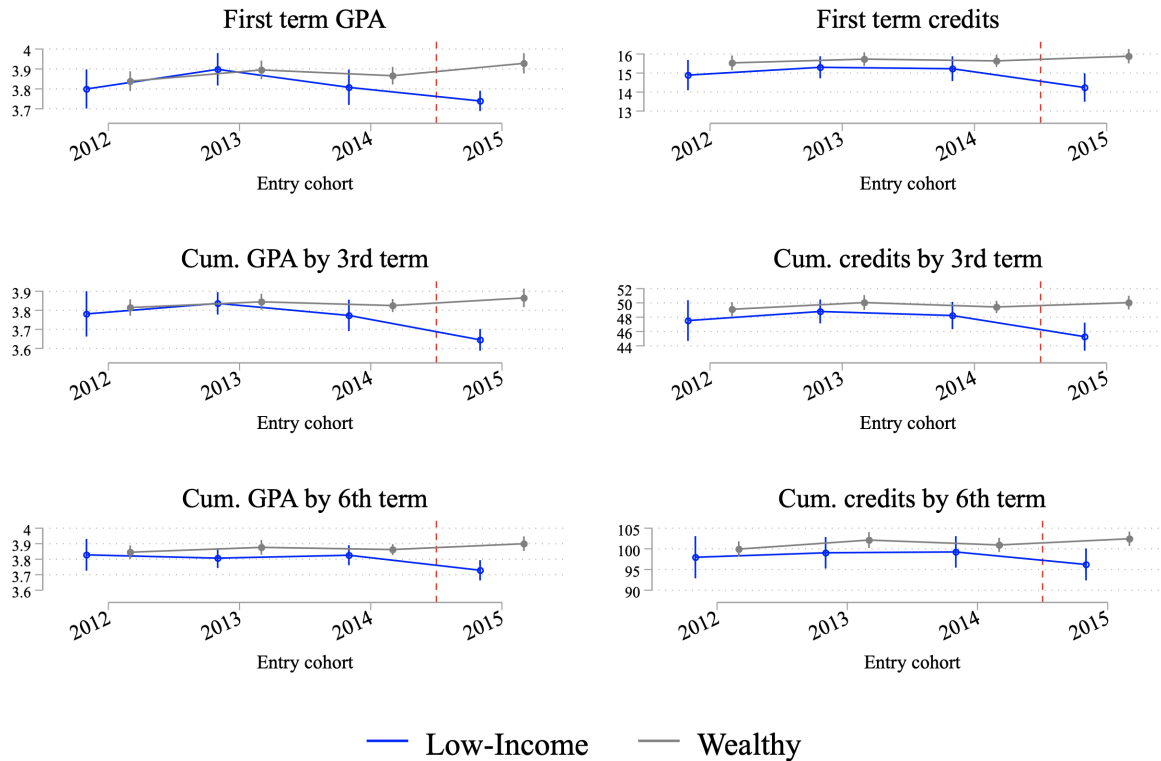 First term GPA
4
3.9
3.8
3.7
2012 2013 2014 2015
Entry cohort
First term credits
16
15
14
13
2012 2013 2014 2015
Entry cohort
Cum. GPA by 3rd term
3.9
3.8
3.7
3.6
2012 2013 2014 2015
Entry cohort
Cum. credits by 3rd term
52
50
48
46
44
2012 2013 2014 2015
Entry cohort
Cum. GPA by 6th term
4
3.9
3.8
3.7
3.6
2012 2013 2014 2015
Entry cohort
Cum. credits by 6th term
105
100
95
90
2012 2013 2014 2015
Entry cohort
Low-Income Wealthy